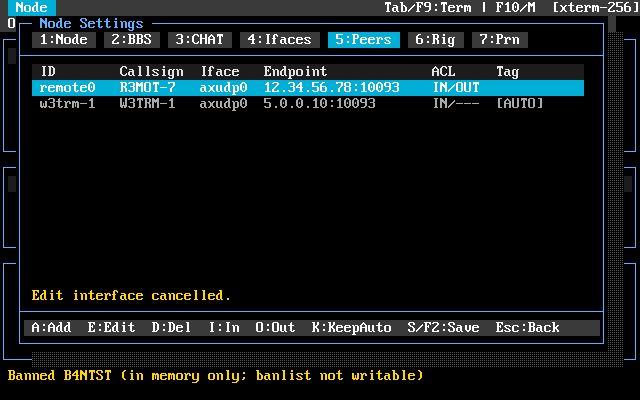 Node Tab/F9:Term | F10/M [xterm-256]
O Node Settings
1:Node 2:BBS 3:CHAT 4:Ifaces 5:Peers 6:Rig 7:Prn
ID Callsign Iface Endpoint ACL Tag
remote0 R3MOT-7 axudp0 12.34.56.78:10093 IN/OUT
w3trm-1 W3TRM-1 axudp0 5.0.0.10:10093 IN/--- [AUTO]
Edit interface cancelled.
A:Add E:Edit D:Del I:In O:Out K:KeepAuto S/F2:Save Esc:Back
Banned B4NTST (in memory only; banlist not writable)